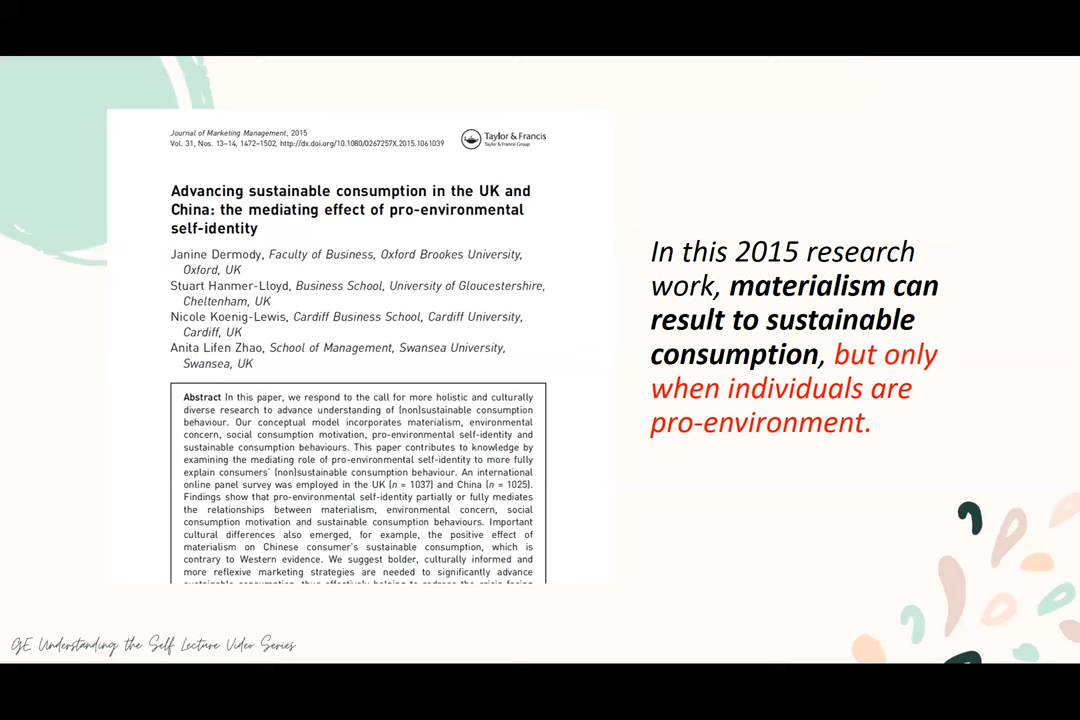 Journal of Marketing Management, 2015
Vol. 31, Nos. 13–14, 1472–1502, http://dx.doi.org/10.1080/0267257X.2015.1061039
Taylor & Francis
Taylor & Francis Group
Advancing sustainable consumption in the UK and
China: the mediating effect of pro-environmental
self-identity
Janine Dermody, Faculty of Business, Oxford Brookes University,
Oxford, UK
Stuart Hanmer-Lloyd, Business School, University of Gloucestershire,
Cheltenham, UK
Nicole Koenig-Lewis, Cardiff Business School, Cardiff University,
Cardiff, UK
Anita Lifen Zhao, School of Management, Swansea University,
Swansea, UK
Abstract In this paper, we respond to the call for more holistic and culturally
diverse research to advance understanding of (non)sustainable consumption
behaviour. Our conceptual model incorporates materialism, environmental
concern, social consumption motivation, pro-environmental self-identity and
sustainable consumption behaviours. This paper contributes to knowledge by
examining the mediating role of pro-environmental self-identity to more fully
explain consumers' (non)sustainable consumption behaviour. An international
online panel survey was employed in the UK (n = 1037) and China (n = 1025).
Findings show that pro-environmental self-identity partially or fully mediates
the relationships between materialism, environmental concern, social
consumption motivation and sustainable consumption behaviours. Important
cultural differences also emerged, for example, the positive effect of
materialism on Chinese consumer's sustainable consumption, which is
contrary to Western evidence. We suggest bolder, culturally informed and
more reflexive marketing strategies are needed to significantly advance
In this 2015 research
work, materialism can
result to sustainable
consumption, but only
when individuals are
pro-environment.
GE Understanding the Self Lecture Video Series